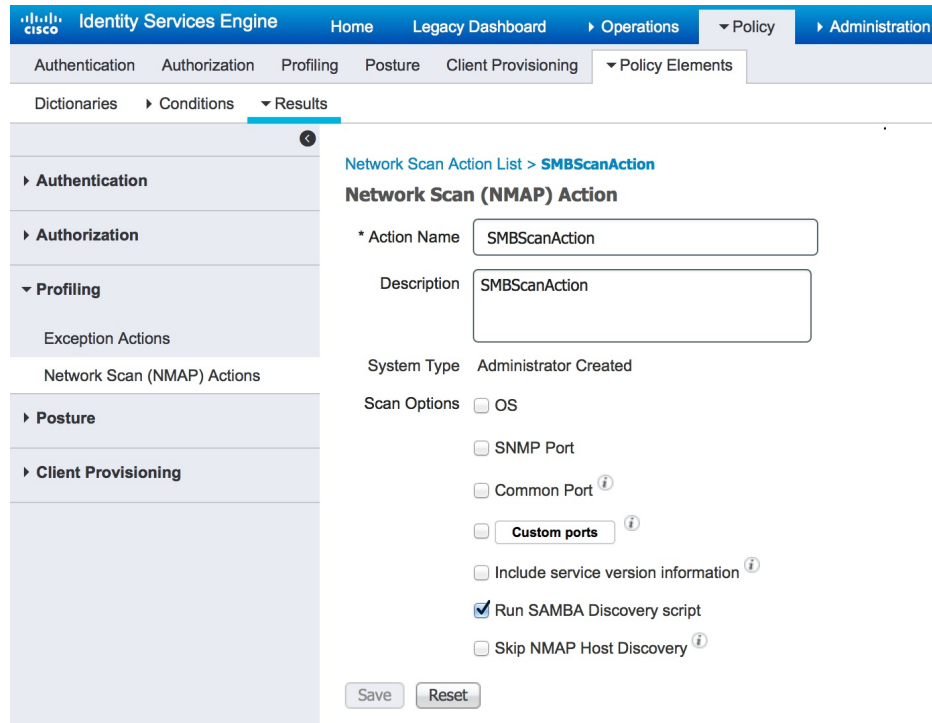 cisco Identity Services Engine Home Legacy Dashboard Operations Policy Administration
Authentication Authorization Profiling Posture Client Provisioning Policy Elements
Dictionaries Conditions Results
Authentication
Authorization
Profiling
Exception Actions
Network Scan (NMAP) Actions
Posture
Client Provisioning
Network Scan Action List > SMBScanAction
Network Scan (NMAP) Action
* Action Name SMBScanAction
Description SMBScanAction
System Type Administrator Created
Scan Options OS
SNMP Port
Common Port i
Custom ports i
Include service version information i
Run SAMBA Discovery script
Skip NMAP Host Discovery i
Save Reset